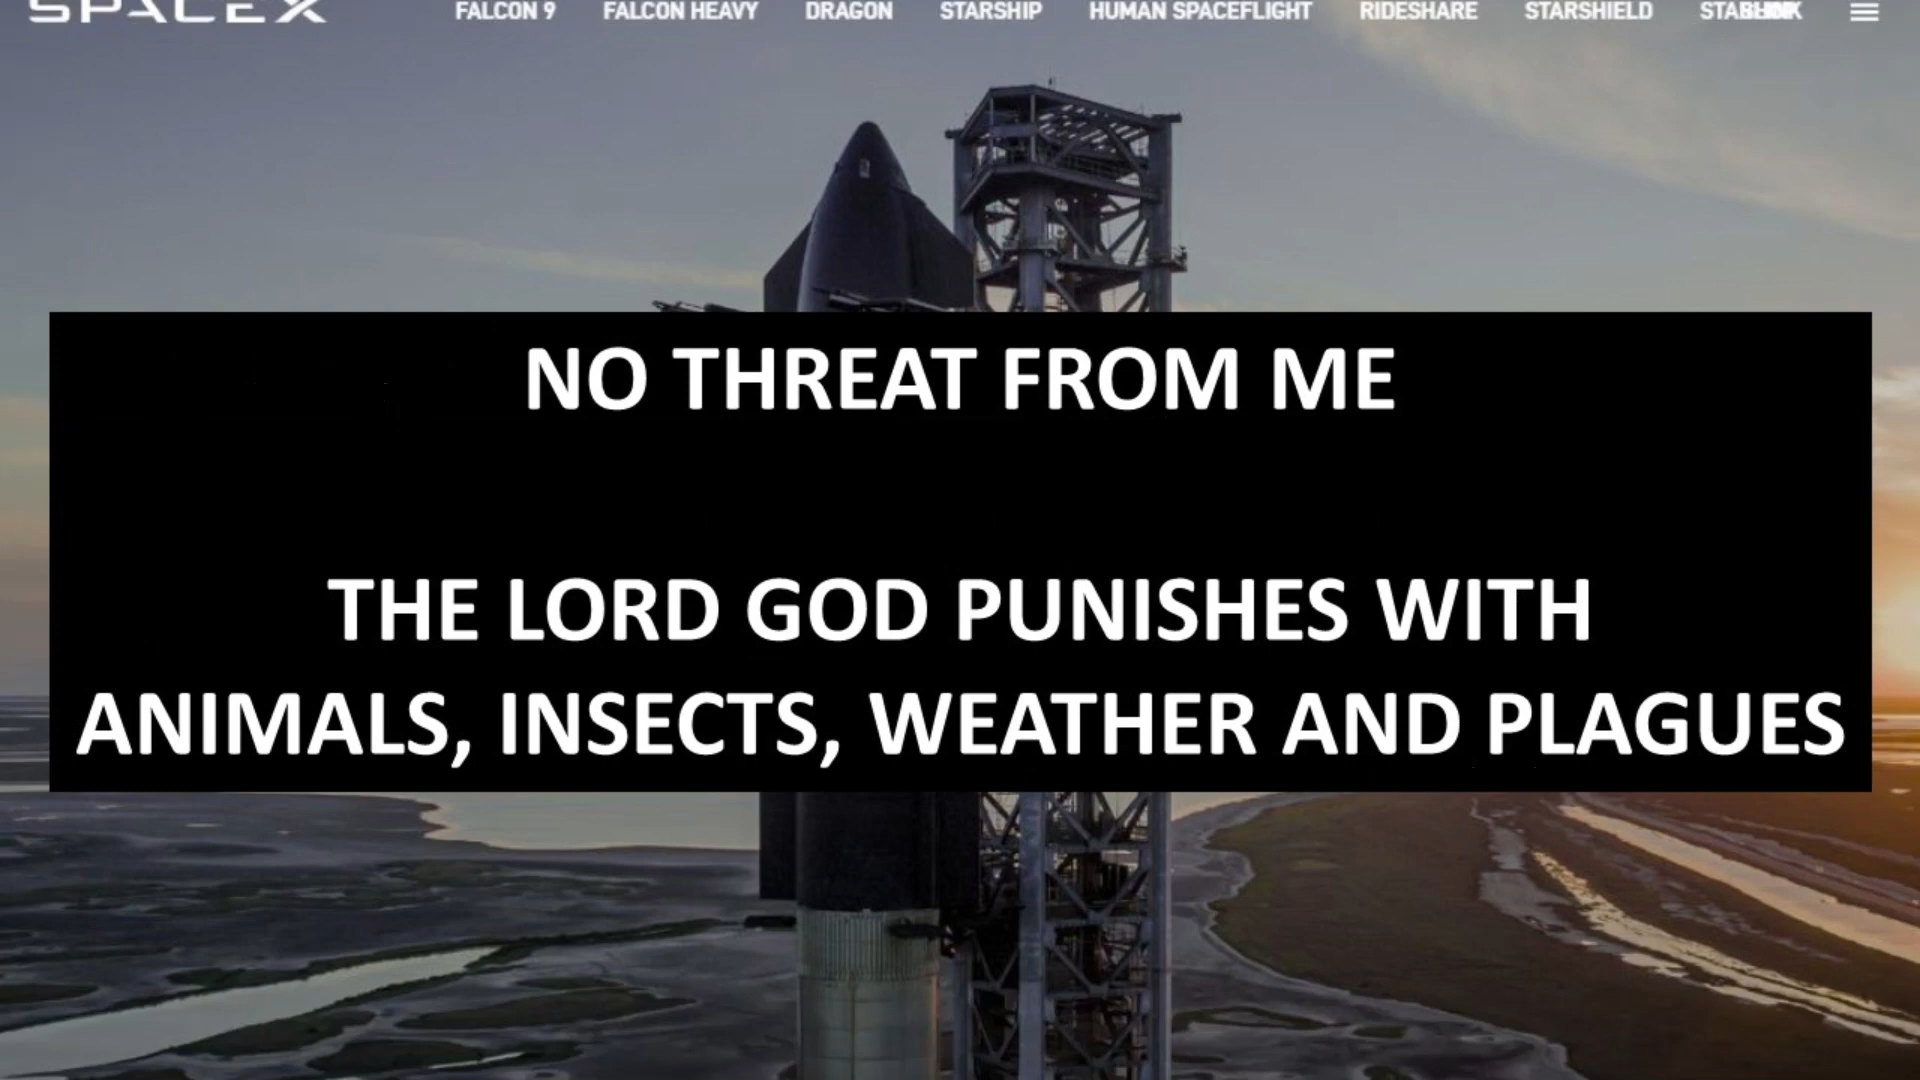 SPACEX
FALCON 9 FALCON HEAVY DRAGON STARSHIP HUMAN SPACEFLIGHT RIDESHARE STARSHIELD
NO THREAT FROM ME
THE LORD GOD PUNISHES WITH
ANIMALS, INSECTS, WEATHER AND PLAGUES